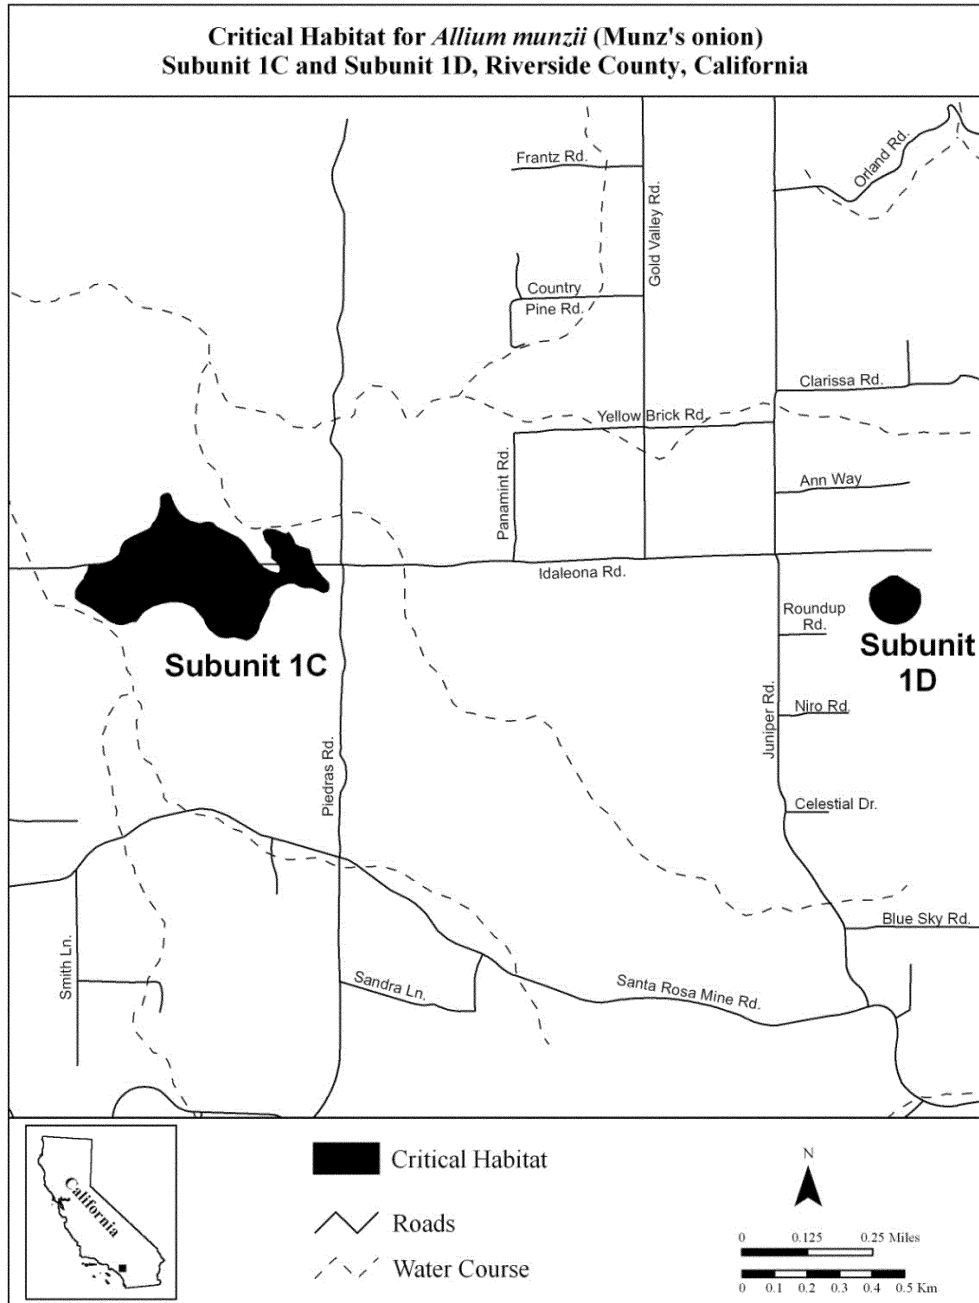 Critical Habitat for Allium munzii (Munz's onion)
Subunit 1C and Subunit 1D, Riverside County, California
Frantz Rd.
Gold Valley Rd.
Orland Rd.
Country
Pine Rd.
Clarissa Rd.
Yellow Brick Rd.
Panamint Rd.
Ann Way
Idaleona Rd.
Roundup
Rd.
Subunit
1D
Subunit 1C
Piedras Rd.
Juniper Rd.
Niro Rd.
Celestial Dr.
Blue Sky Rd.
Smith Ln.
Sandra Ln.
Santa Rosa Mine Rd.
California
Critical Habitat
Roads
Water Course
N
0 0.125 0.25 Miles
0 0.1 0.2 0.3 0.4 0.5 Km